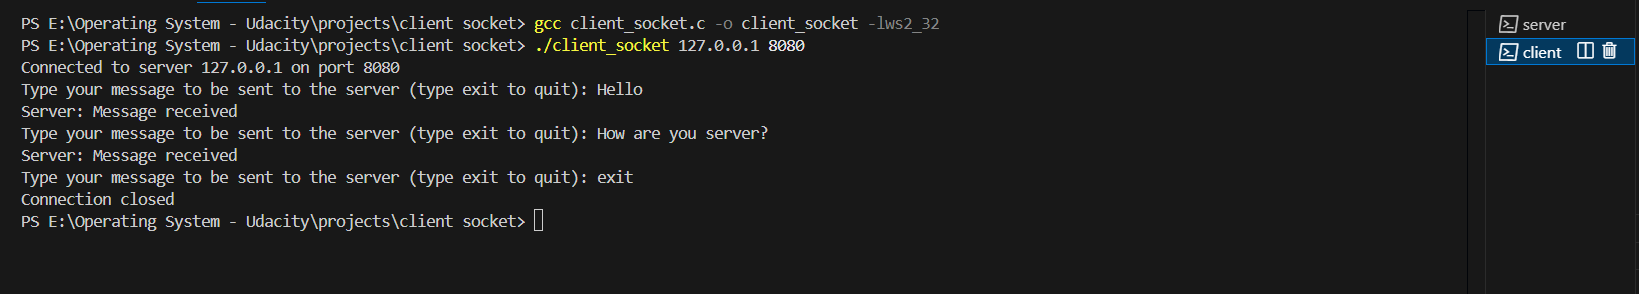 PS E:\Operating System - Udacity\projects\client socket> gcc client_socket.c -o client_socket -lws2_32
PS E:\Operating System - Udacity\projects\client socket> ./client_socket 127.0.0.1 8080
Connected to server 127.0.0.1 on port 8080
Type your message to be sent to the server (type exit to quit): Hello
Server: Message received
Type your message to be sent to the server (type exit to quit): How are you server?
Server: Message received
Type your message to be sent to the server (type exit to quit): exit
Connection closed
PS E:\Operating System - Udacity\projects\client socket>
server
client